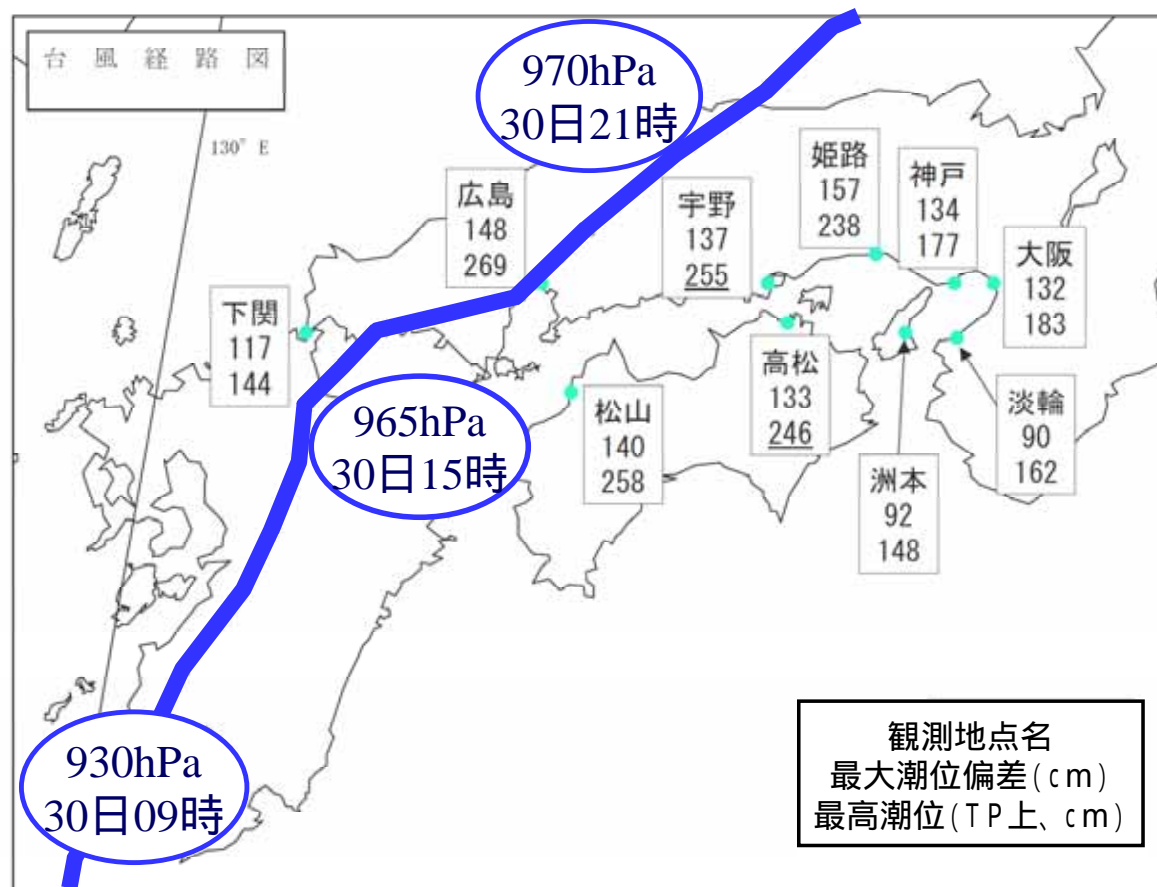 台風経路図
130° E
970hPa
30日21時
広島
148
269
宇野
137
255
姫路
157
238
神戸
134
177
大阪
132
183
下関
117
144
965hPa
30日15時
松山
140
258
高松
133
246
洲本
92
148
淡輪
90
162
930hPa
30日09時
観測地点名
最大潮位偏差(cm)
最高潮位(TP上、cm)